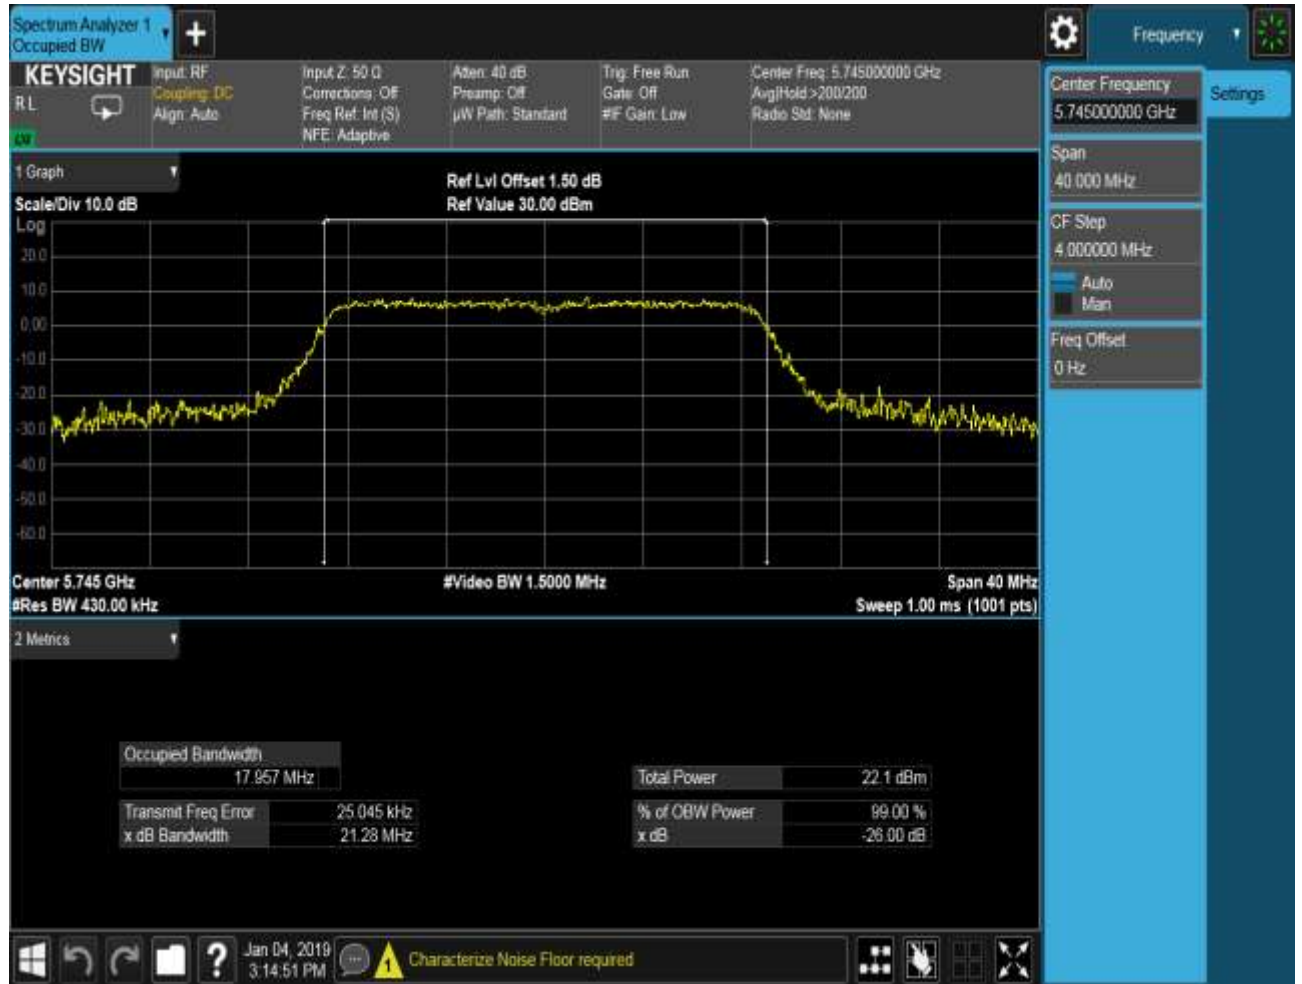 Spectrum Analyzer 1
Occupied BW
Frequency
KEYSIGHT
RL
Input: RF
Coupling: DC
Align: Auto
Input Z: 50 Ω
Corrections: Off
Freq Ref: Int (S)
NFE: Adaptive
Atten: 40 dB
Preamp: Off
µW Path: Standard
Trig: Free Run
Gate: Off
#IF Gain: Low
Center Freq: 5.745000000 GHz
Avg|Hold:>200/200
Radio Std: None
Center Frequency
5.745000000 GHz
Settings
Span
40.000 MHz
CF Step
4.000000 MHz
Auto
Man
Freq Offset
0 Hz
1 Graph
Scale/Div 10.0 dB
Ref Lvl Offset 1.50 dB
Ref Value 30.00 dBm
Log
20.0
10.0
0.00
-10.0
-20.0
-30.0
-40.0
-50.0
-60.0
Center 5.745 GHz
#Video BW 1.5000 MHz
Span 40 MHz
#Res BW 430.00 kHz
Sweep 1.00 ms (1001 pts)
2 Metrics
Occupied Bandwidth
17.957 MHz
Total Power 22.1 dBm
Transmit Freq Error 25.045 kHz
% of OBW Power 99.00 %
x dB Bandwidth 21.28 MHz
x dB -26.00 dB
?
Jan 04, 2019
3:14:51 PM
1
Characterize Noise Floor required